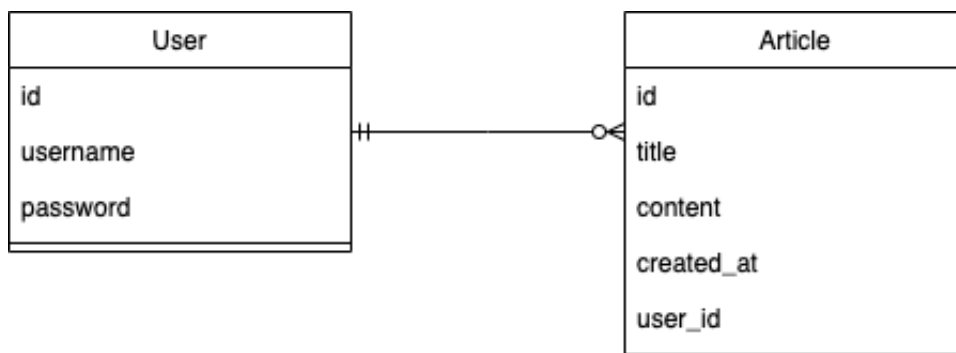 User
id
username
password
Article
id
title
content
created_at
user_id